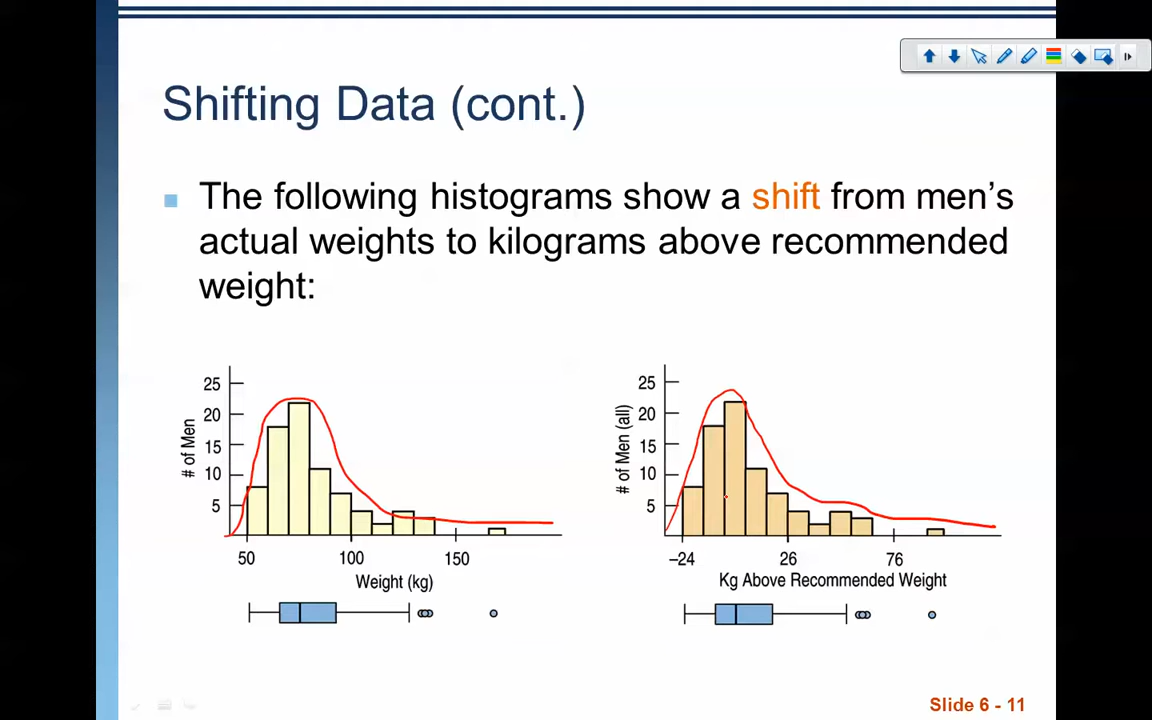 Shifting Data (cont.)
The following histograms show a shift from men's
actual weights to kilograms above recommended
weight:
# of Men
25
20
15
10
5
50 100 150
Weight (kg)
# of Men (all)
25
20
15
10
5
–24 26 76
Kg Above Recommended Weight
Slide 6 - 11